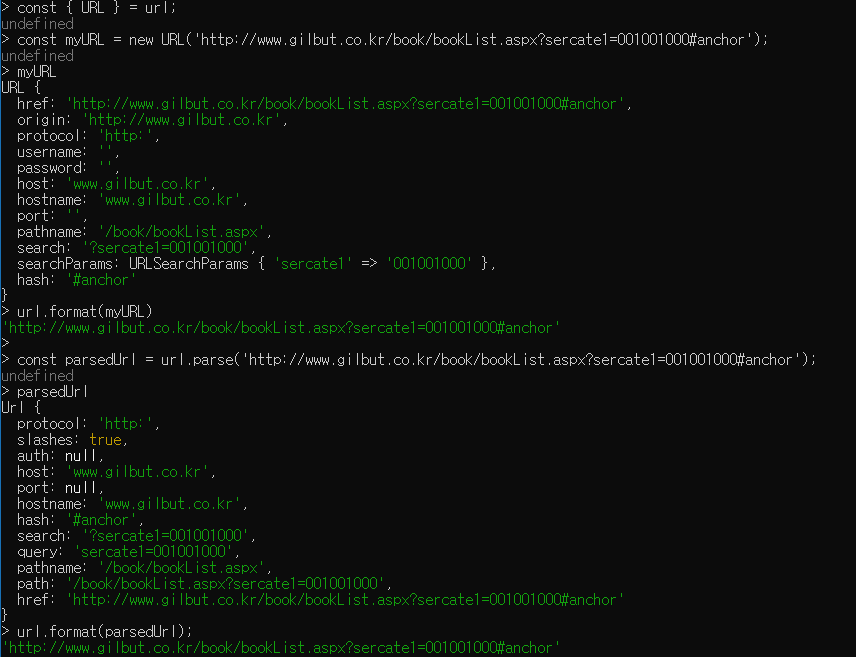 > const { URL } = url;
undefined
> const myURL = new URL('http://www.gilbut.co.kr/book/bookList.aspx?sercate1=001001000#anchor');
undefined
> myURL
URL {
  href: 'http://www.gilbut.co.kr/book/bookList.aspx?sercate1=001001000#anchor',
  origin: 'http://www.gilbut.co.kr',
  protocol: 'http:',
  username: '',
  password: '',
  host: 'www.gilbut.co.kr',
  hostname: 'www.gilbut.co.kr',
  port: '',
  pathname: '/book/bookList.aspx',
  search: '?sercate1=001001000',
  searchParams: URLSearchParams { 'sercate1' => '001001000' },
  hash: '#anchor'
}
> url.format(myURL)
'http://www.gilbut.co.kr/book/bookList.aspx?sercate1=001001000#anchor'
>
> const parsedUrl = url.parse('http://www.gilbut.co.kr/book/bookList.aspx?sercate1=001001000#anchor');
undefined
> parsedUrl
Url {
  protocol: 'http:',
  slashes: true,
  auth: null,
  host: 'www.gilbut.co.kr',
  port: null,
  hostname: 'www.gilbut.co.kr',
  hash: '#anchor',
  search: '?sercate1=001001000',
  query: 'sercate1=001001000',
  pathname: '/book/bookList.aspx',
  path: '/book/bookList.aspx?sercate1=001001000',
  href: 'http://www.gilbut.co.kr/book/bookList.aspx?sercate1=001001000#anchor'
}
> url.format(parsedUrl);
'http://www.gilbut.co.kr/book/bookList.aspx?sercate1=001001000#anchor'